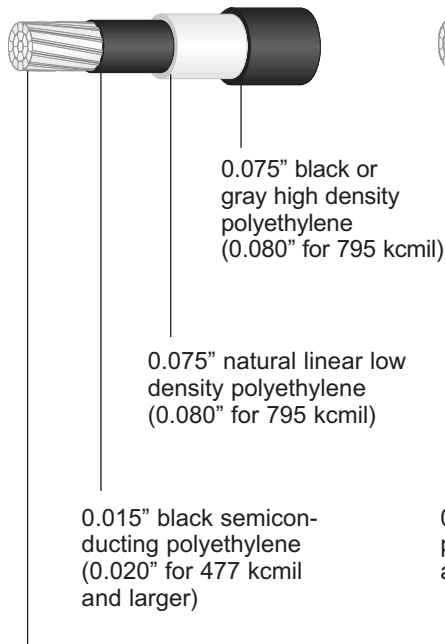 0.075” black or
gray high density
polyethylene
(0.080” for 795 kcmil)
0.075” natural linear low
density polyethylene
(0.080” for 795 kcmil)
0.015” black semicon-
ducting polyethylene
(0.020” for 477 kcmil
and larger)